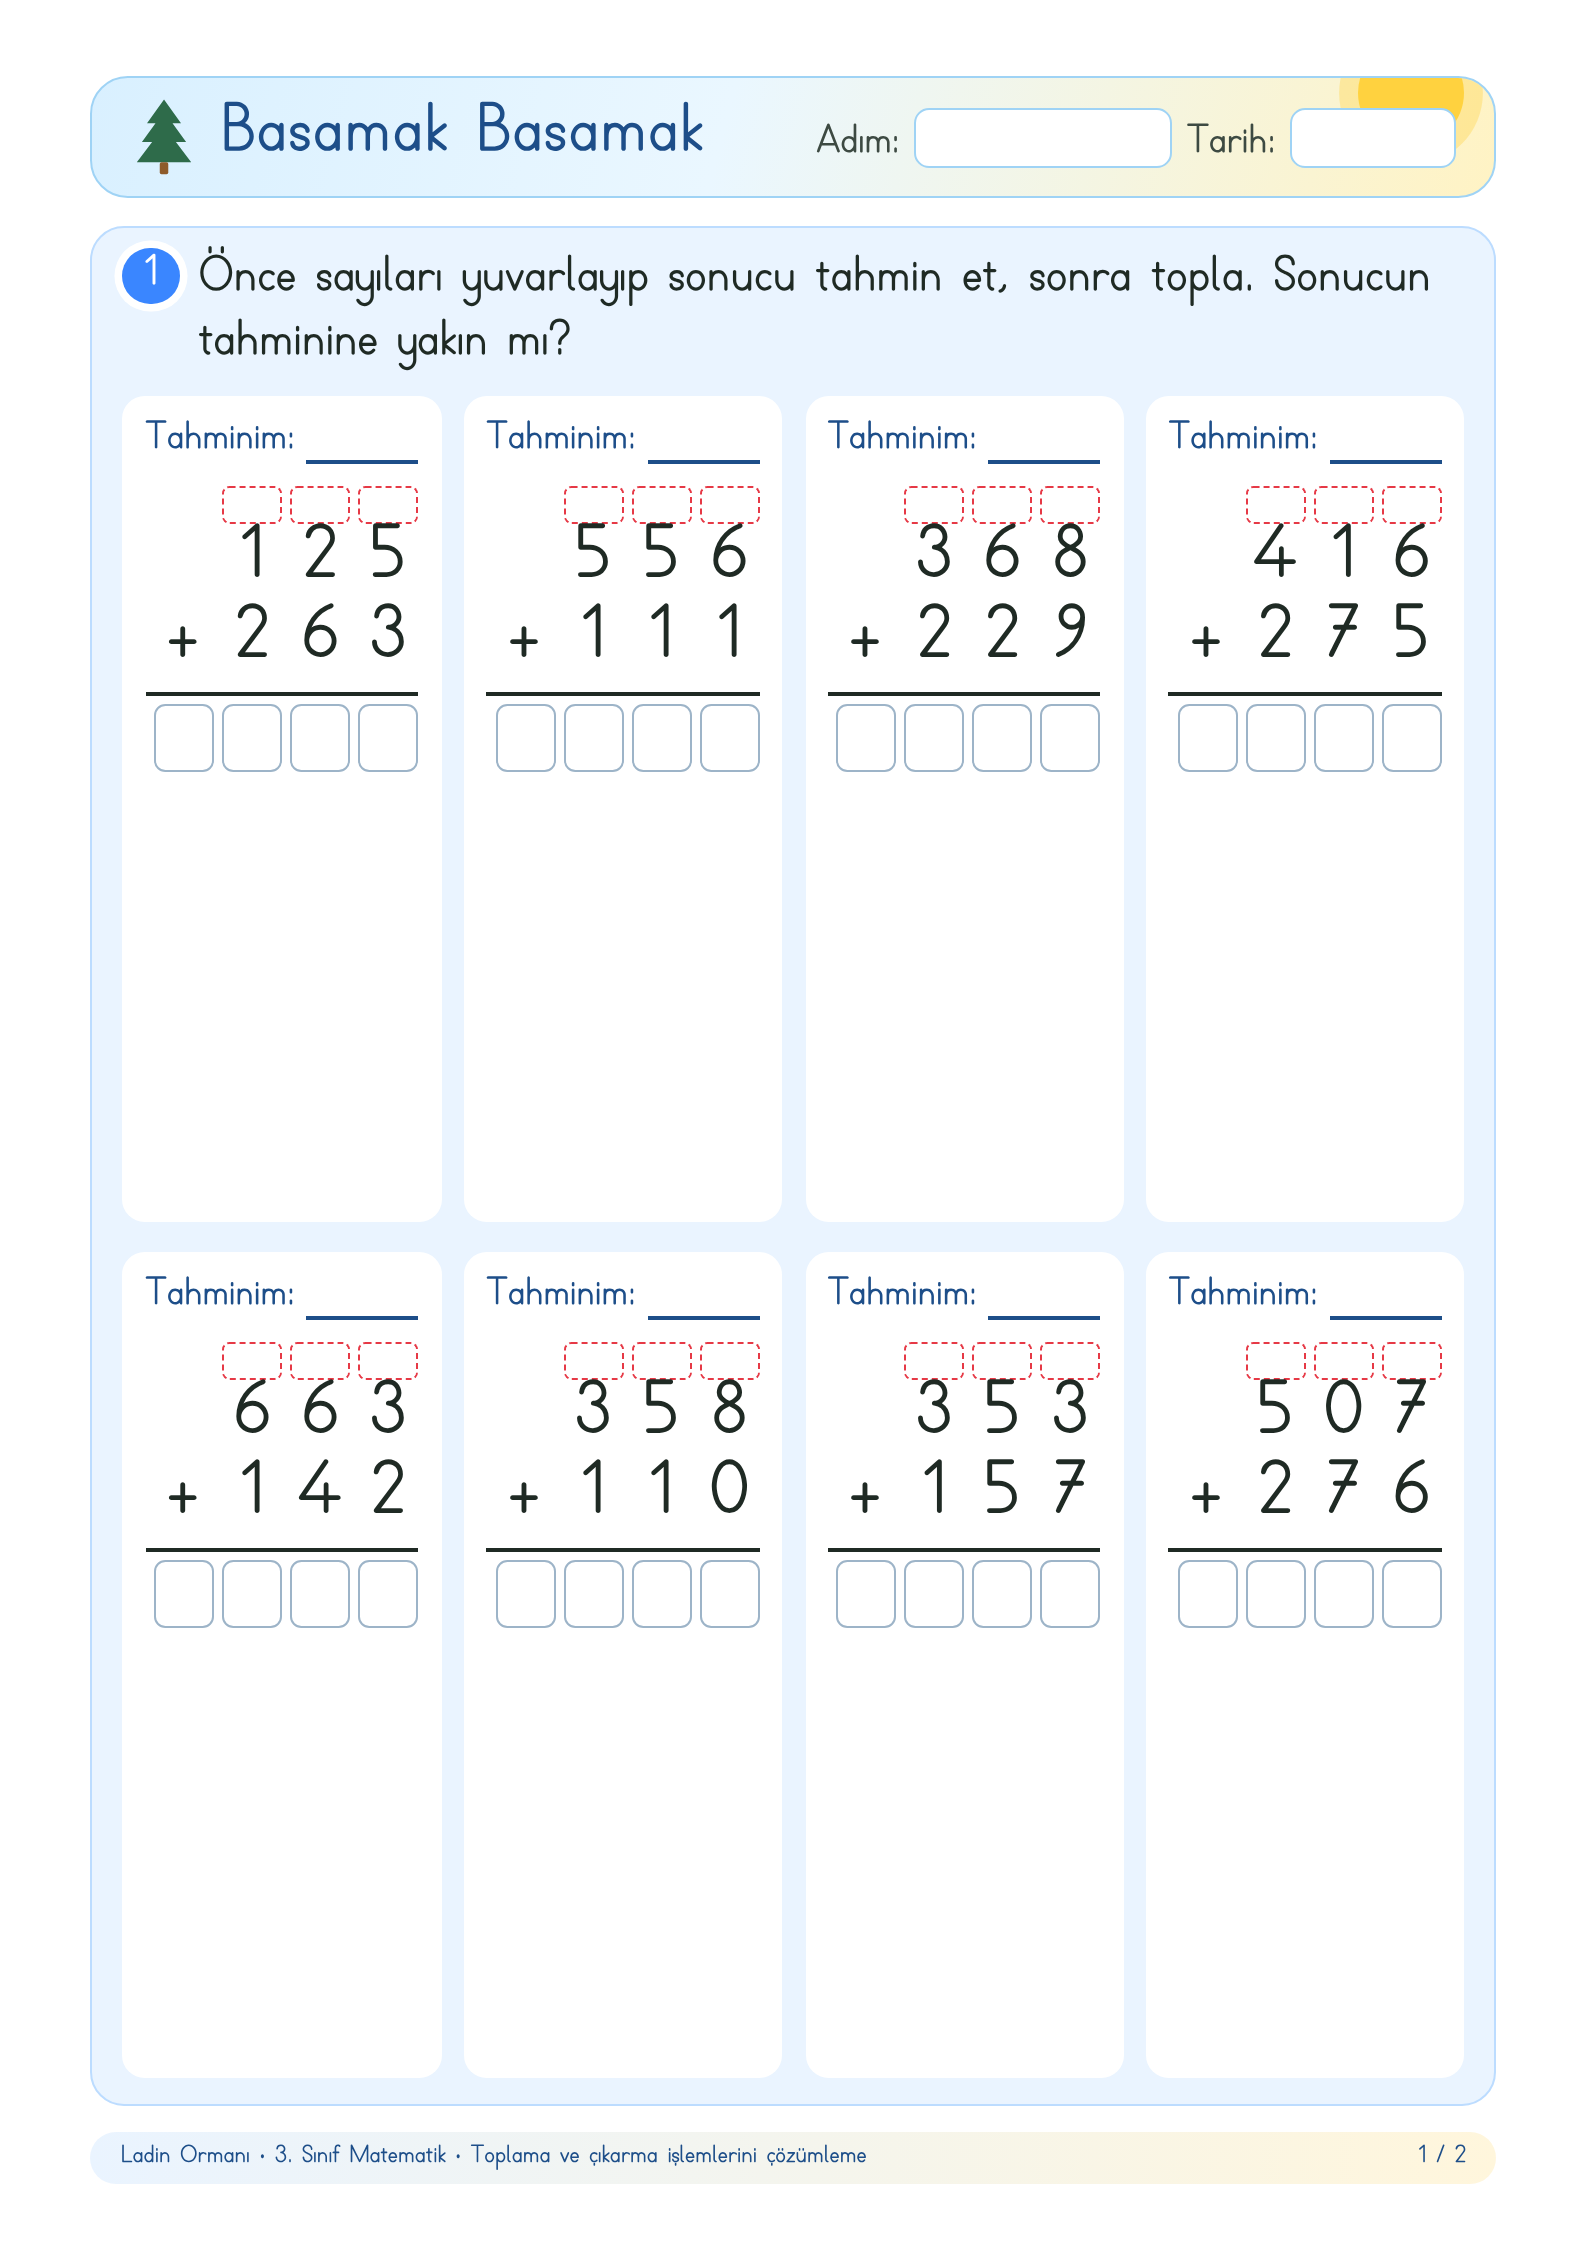 Basamak Basamak
Adım:
Tarih:
1 Önce sayıları yuvarlayıp sonucu tahmin et, sonra topla. Sonucun
tahminine yakın mı?
Tahminim: Tahminim: Tahminim: Tahminim:
1 2 5 5 5 6 3 6 8 4 1 6
+ 2 6 3 + 1 1 1 + 2 2 9 + 2 7 5
Tahminim: Tahminim: Tahminim: Tahminim:
6 6 3 3 5 8 3 5 3 5 0 7
+ 1 4 2 + 1 1 0 + 1 5 7 + 2 7 6
Ladin Ormanı • 3. Sınıf Matematik • Toplama ve çıkarma işlemlerini çözümleme
1 / 2